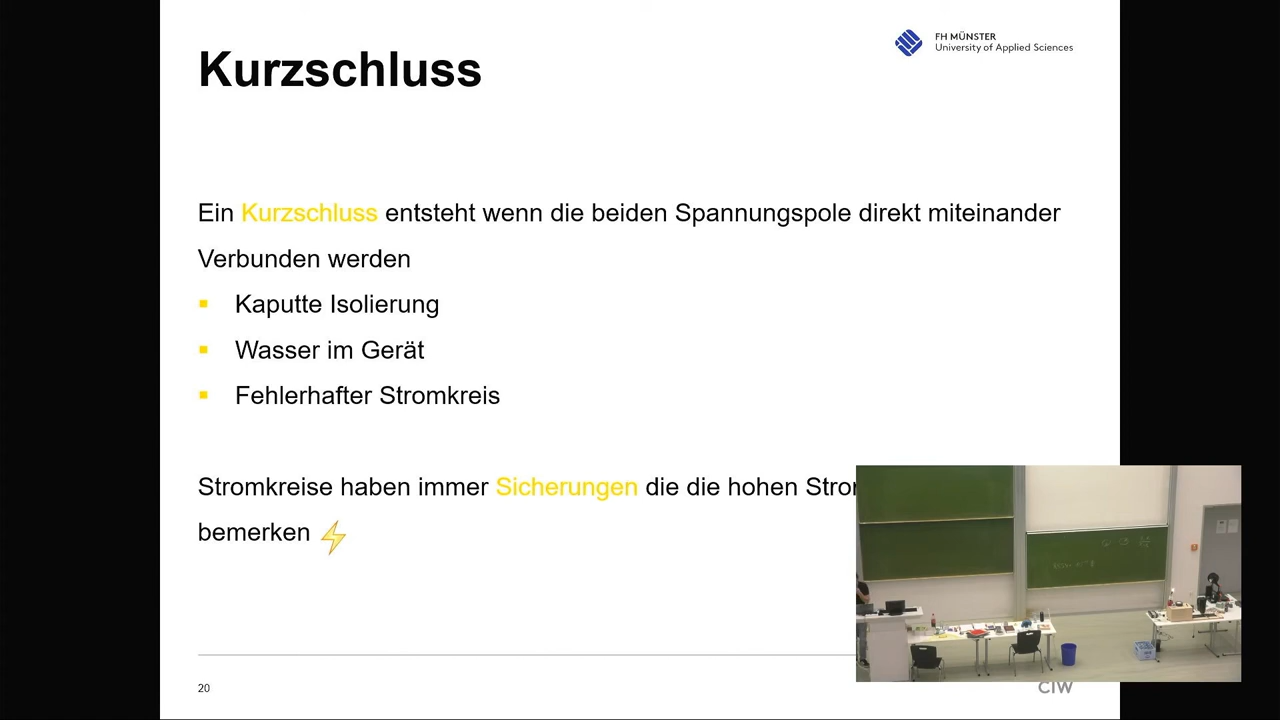 FH MÜNSTER
University of Applied Sciences
Kurzschluss
Ein Kurzschluss entsteht wenn die beiden Spannungspole direkt miteinander
Verbunden werden
Kaputte Isolierung
Wasser im Gerät
Fehlerhafter Stromkreis
Stromkreise haben immer Sicherungen die die hohen
bemerken
20
CIW